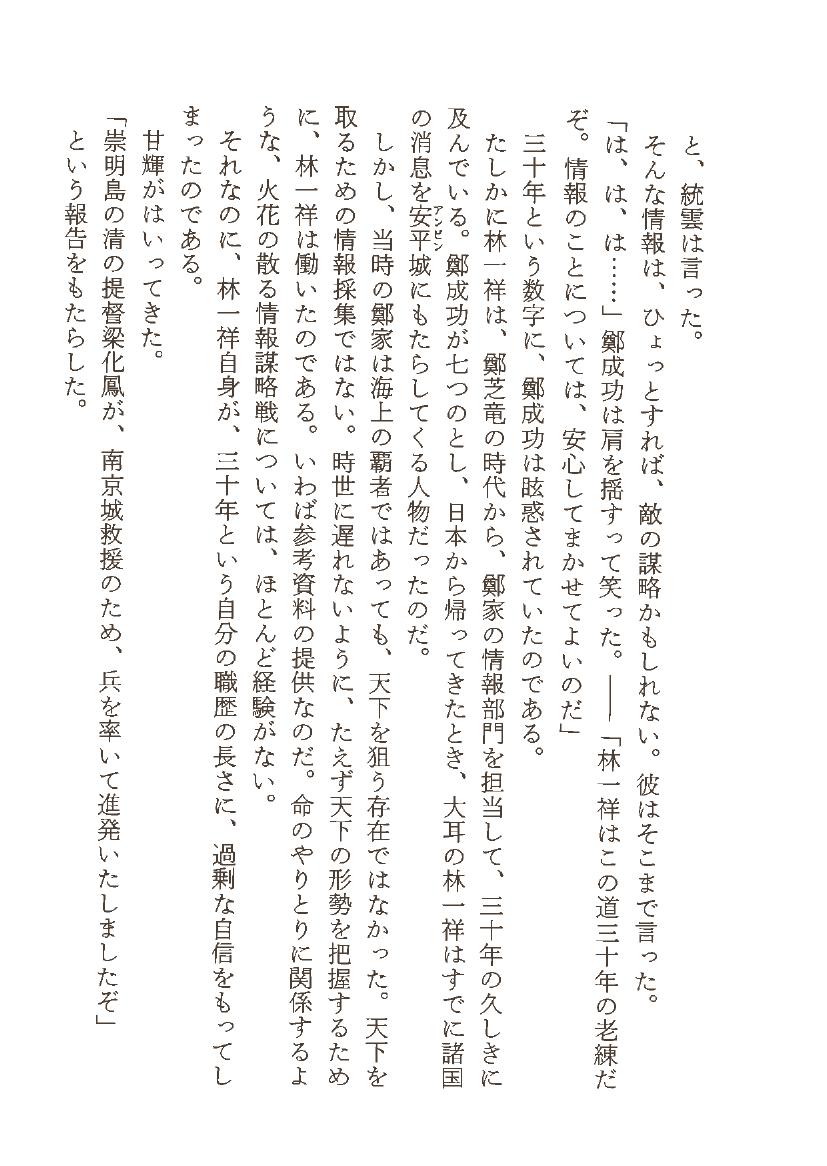 と、統雲は言った。
そんな情報は、ひょっとすれば、敵の謀略かもしれない。彼はそこまで言った。
「は、は、は……」鄭成功は肩を揺すって笑った。――「林一祥はこの道三十年の老練だ
ぞ。情報のことについては、安心してまかせてよいのだ」
三十年という数字に、鄭成功は眩惑されていたのである。
たしかに林一祥は、鄭芝竜の時代から、鄭家の情報部門を担当して、三十年の久しきに
及んでいる。鄭成功が七つのとし、日本から帰ってきたとき、大耳の林一祥はすでに諸国
の消息を安平城にもたらしてくる人物だったのだ。
アンピン
しかし、当時の鄭家は海上の覇者ではあっても、天下を狙う存在ではなかった。天下を
取るための情報採集ではない。時世に遅れないように、たえず天下の形勢を把握するため
に、林一祥は働いたのである。いわば参考資料の提供なのだ。命のやりとりに関係するよ
うな、火花の散る情報謀略戦については、ほとんど経験がない。
それなのに、林一祥自身が、三十年という自分の職歴の長さに、過剰な自信をもってし
まったのである。
甘輝がはいってきた。
「崇明島の清の提督梁化鳳が、南京城救援のため、兵を率いて進発いたしましたぞ」
という報告をもたらした。